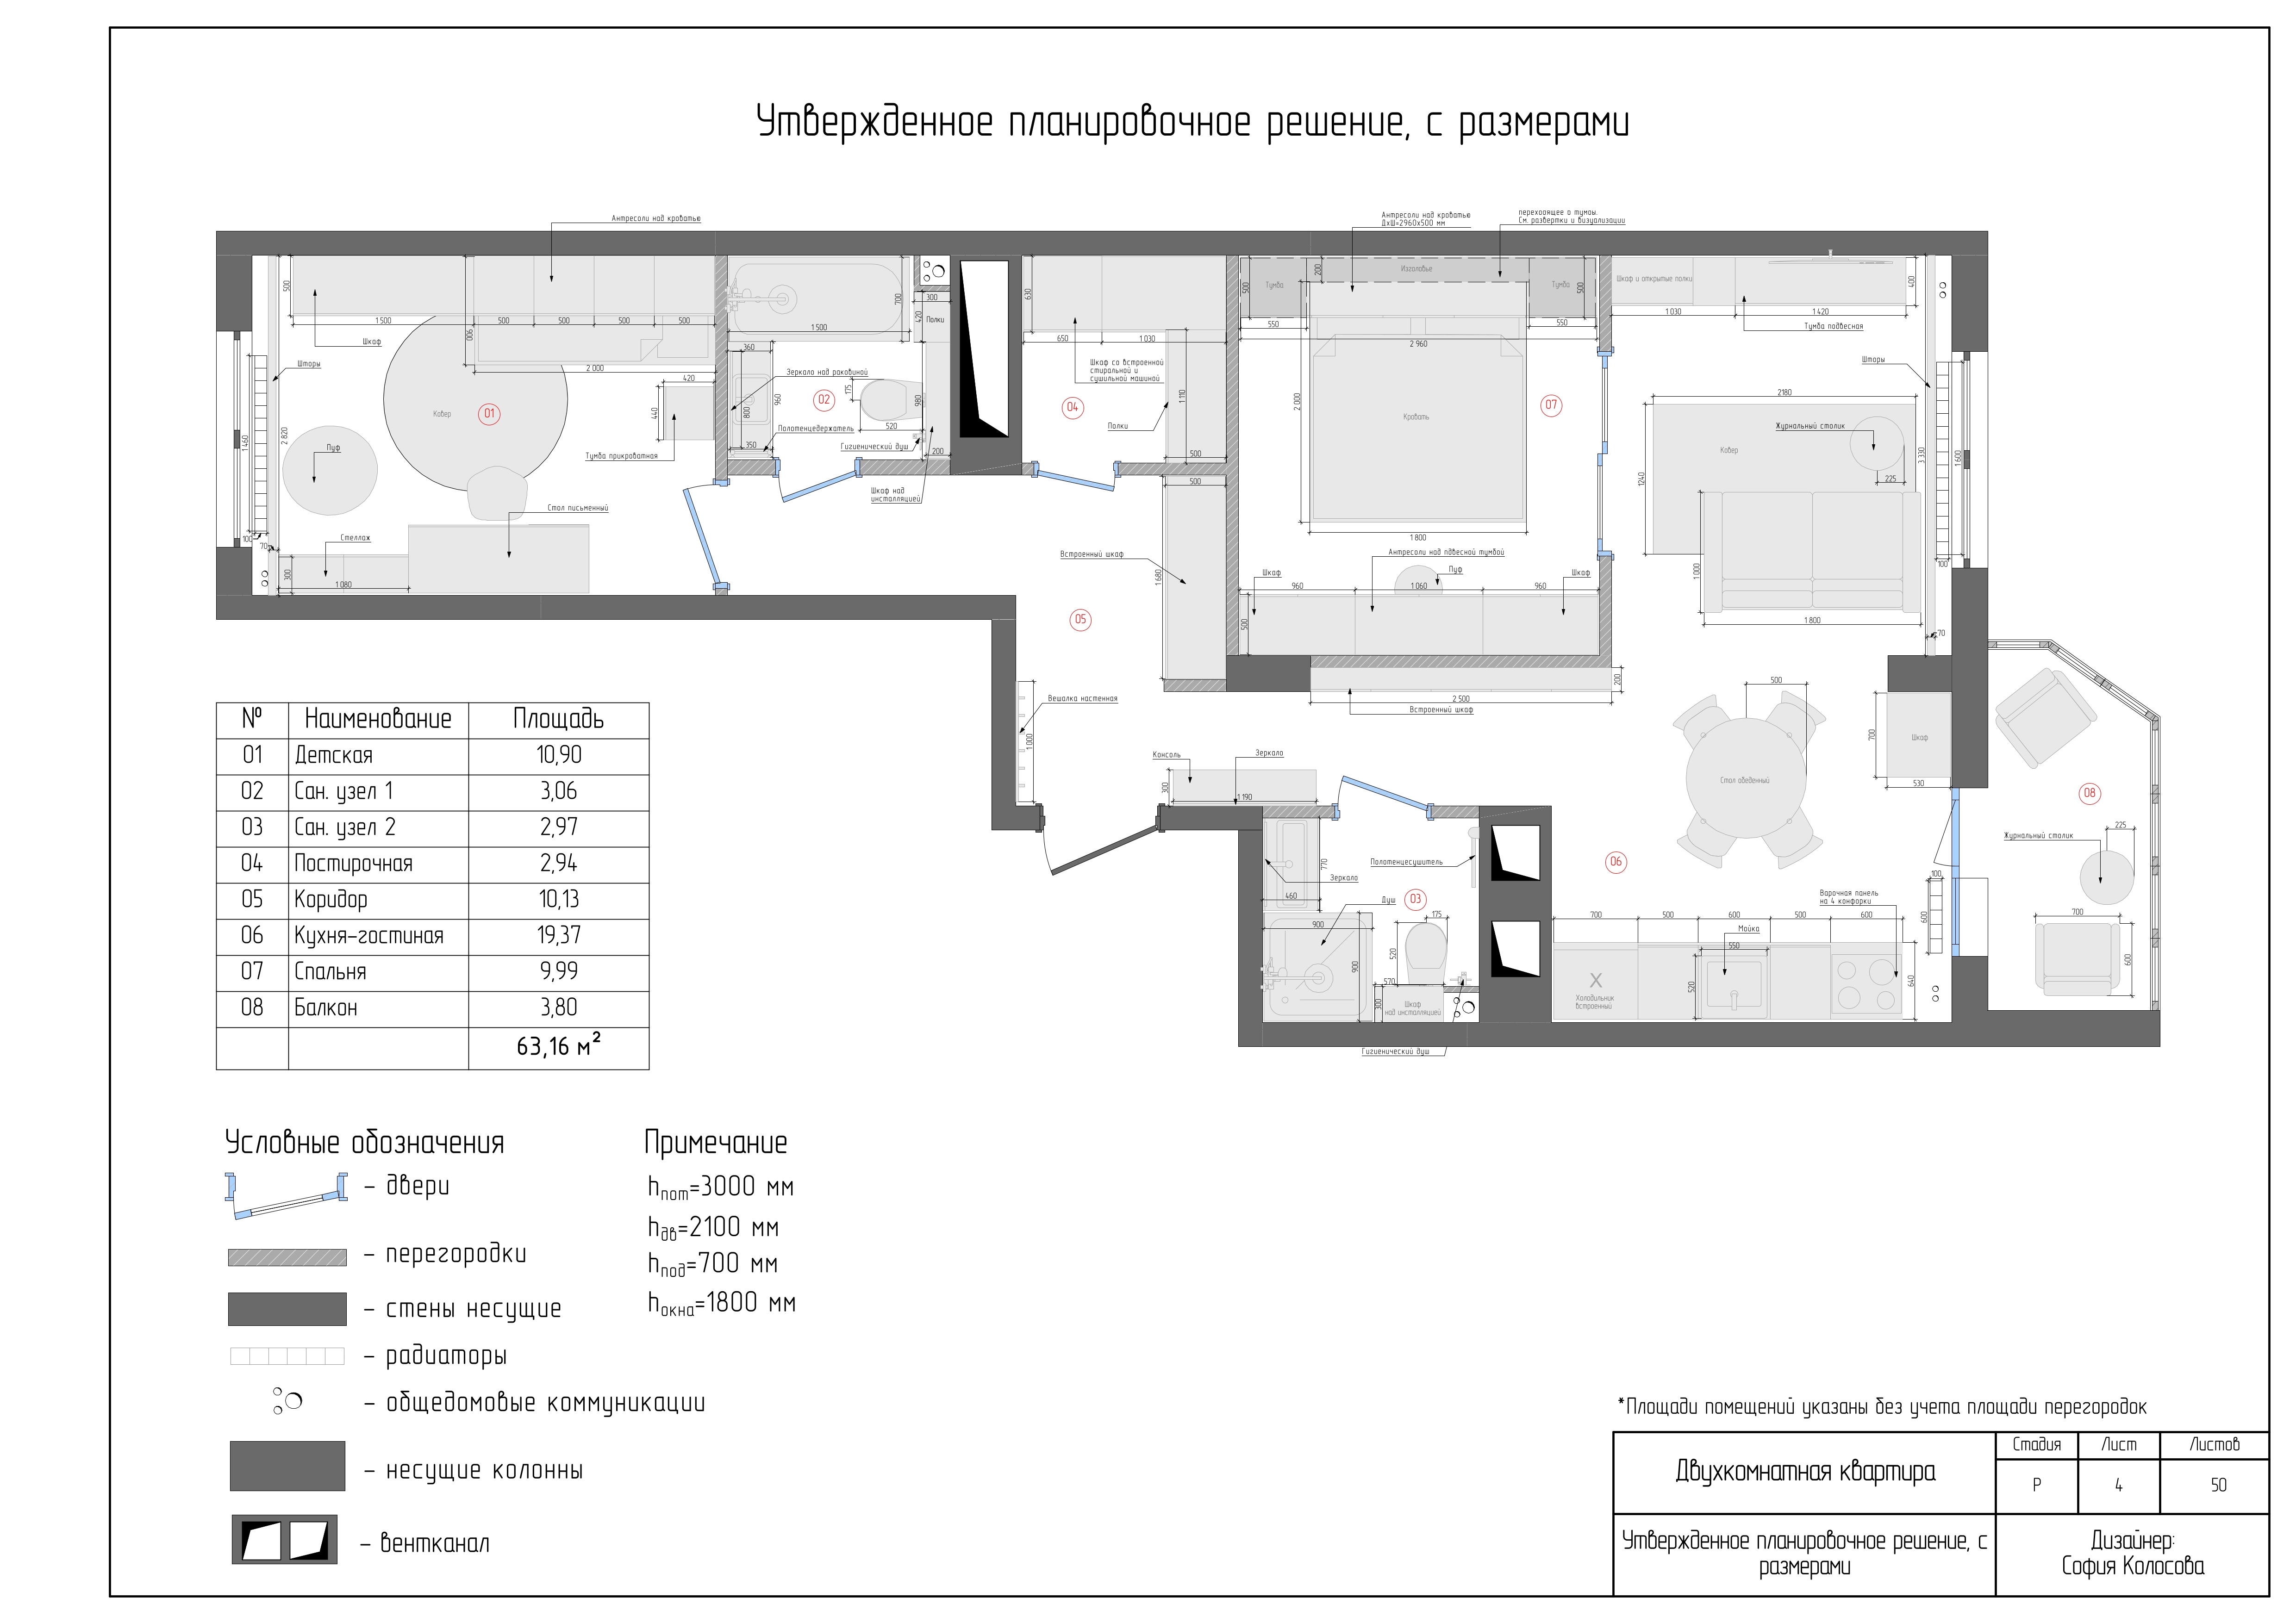 Утвержденное планировочное решение, с размерами
Антресоли над кроватью
Антресоли над кроватью
ДхШ=2960х500 мм
переходящее в тумбы.
См. развертки и визуализации
500
1 500
500
500
500
500
900
2 000
Шкаф
Шторы
Ковер
01
420
440
Тумба прикроватная
1 460
2 820
Пуф
Стол письменный
Стеллаж
100
70
300
1 080
700
1 500
300
420
Полки
360
Зеркало над раковиной
02
175
800
960
980
520
Полотенцедержатель
350
Гигиенический душ
200
Шкаф над
инсталляцией
630
650
1 030
Шкаф со встроенной
стиральной и
сушильной машиной
04
1 110
Полки
500
500
Встроенный шкаф
1 680
05
Вешалка настенная
1 000
Консоль
Зеркало
300
1 190
500
Тумба
200
Изголовье
Тумба
500
550
550
2 960
2 000
Кровать
07
1 800
Антресоли над пдвесной тумбой
Шкаф
Пуф
Шкаф
960
1 060
960
500
200
2 500
Встроенный шкаф
Шкаф и открытые полки
400
1 030
1 420
Тумба подвесная
Шторы
2180
Журнальный столик
Ковер
3 330
1 600
1240
225
1 000
100
1 800
70
500
700
Шкаф
Стол обеденный
530
08
Журнальный столик
225
06
700
600
Варочная панель
на 4 конфорки
100
600
700
500
600
500
600
Мойка
550
520
640
X
Холодильник
встроенный
770
Полотенцесушитель
Зеркало
460
Душ
03
900
175
520
900
570
300
Шкаф
над инсталляцией
Гигиенический душ
№ Наименование Площадь
01 Детская 10,90
02 Сан. узел 1 3,06
03 Сан. узел 2 2,97
04 Постирочная 2,94
05 Коридор 10,13
06 Кухня-гостиная 19,37
07 Спальня 9,99
08 Балкон 3,80
63,16 м²
Условные обозначения
– двери
– перегородки
– стены несущие
– радиаторы
– общедомовые коммуникации
– несущие колонны
– вентканал
Примечание
hпот=3000 мм
hдв=2100 мм
hпод=700 мм
hокна=1800 мм
*Площади помещений указаны без учета площади перегородок
Двухкомнатная квартира
Стадия Лист Листов
Р 4 50
Утвержденное планировочное решение, с
размерами
Дизайнер:
София Колосова